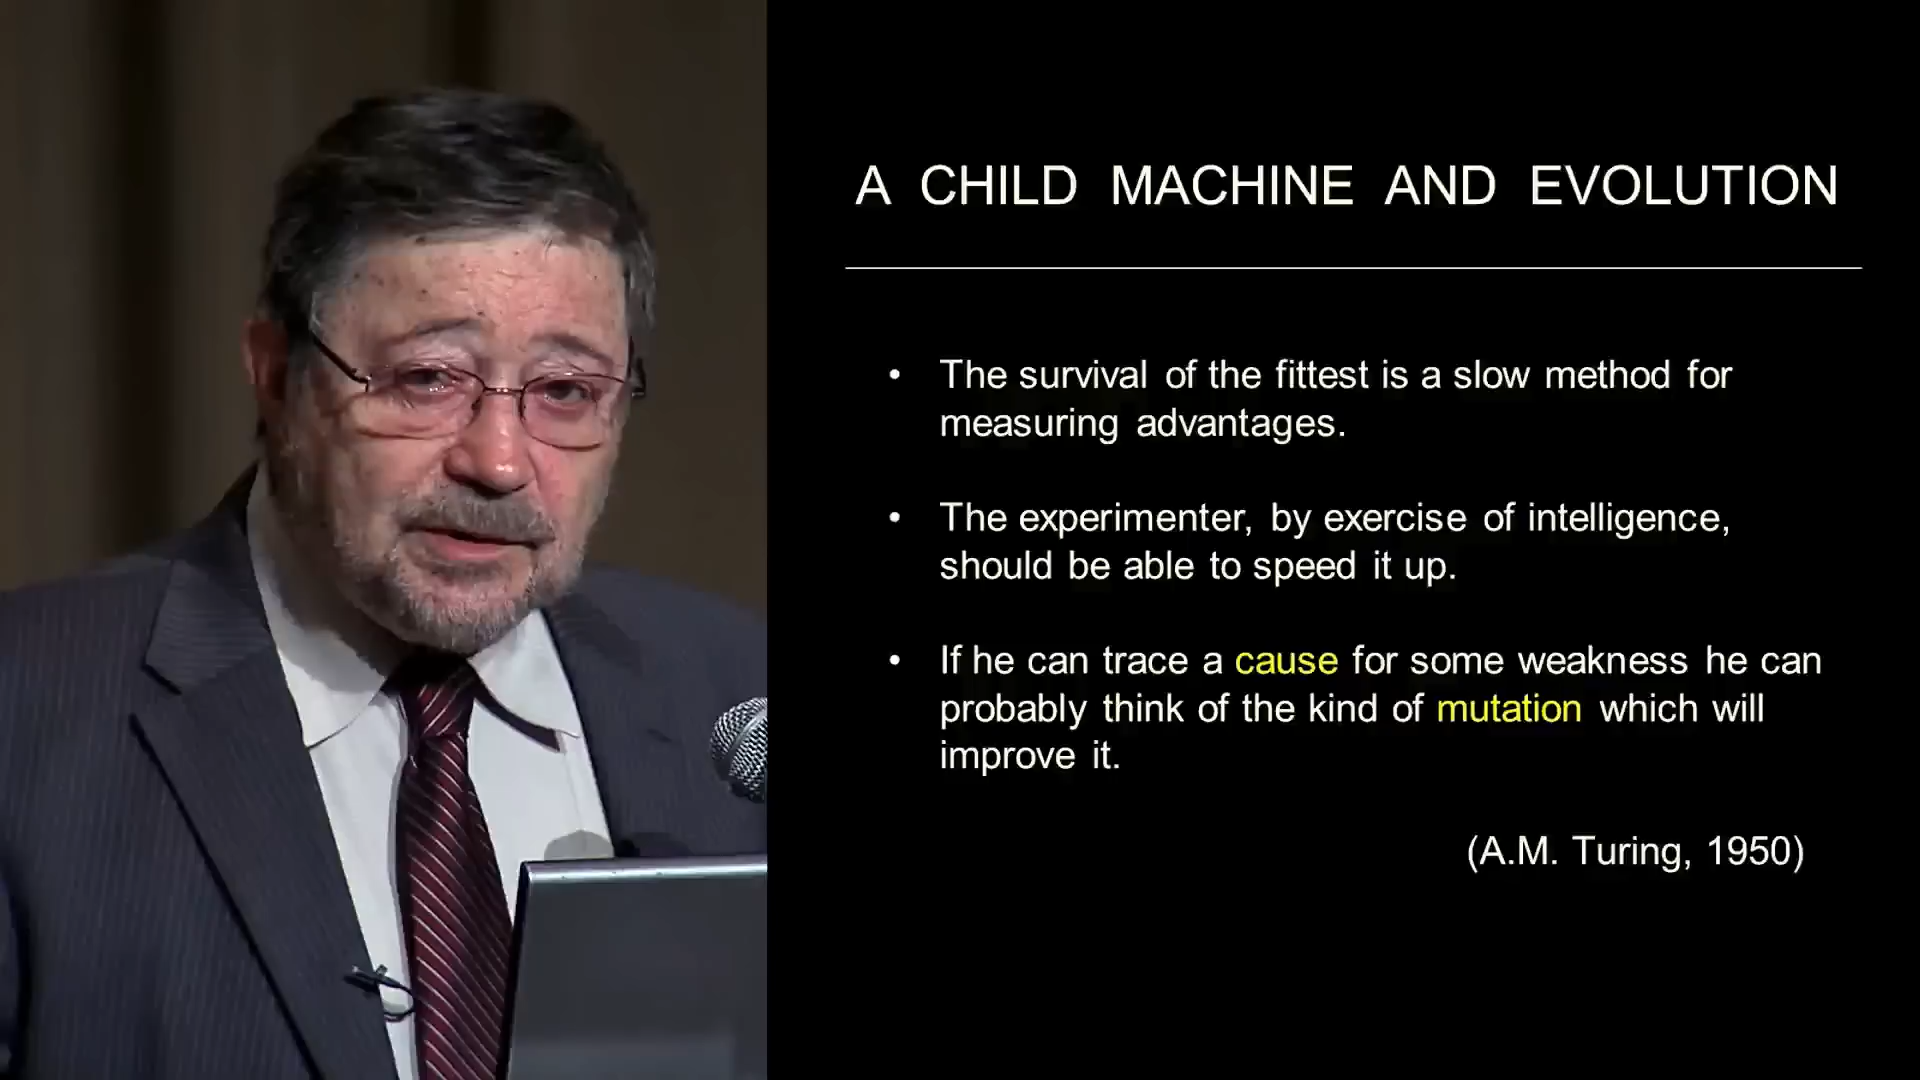 A CHILD MACHINE AND EVOLUTION
• The survival of the fittest is a slow method for
measuring advantages.
• The experimenter, by exercise of intelligence,
should be able to speed it up.
• If he can trace a cause for some weakness he can
probably think of the kind of mutation which will
improve it.
(A.M. Turing, 1950)